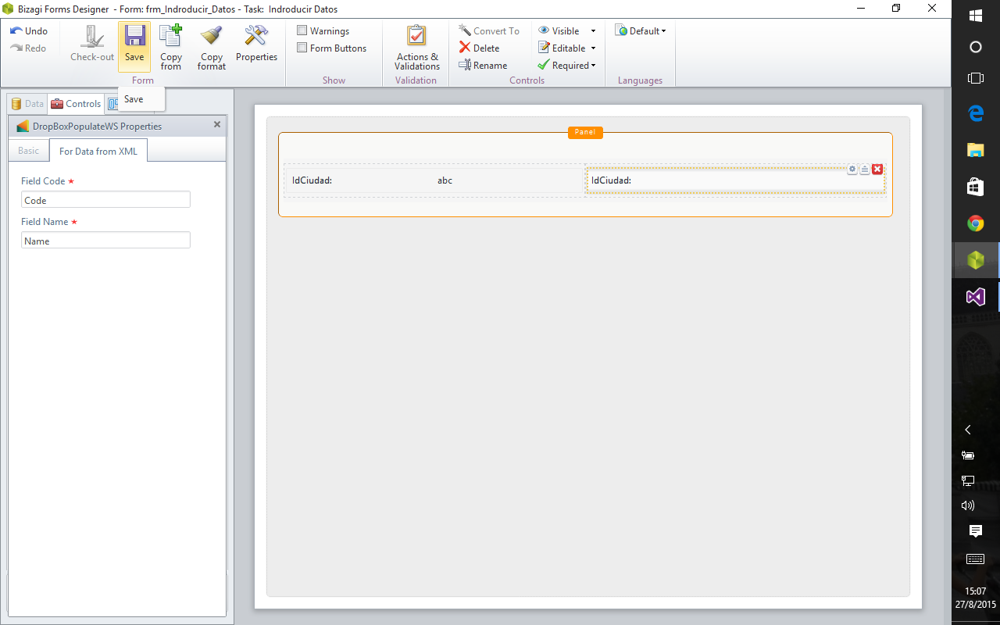 Bizagi Forms Designer - Form: frm_Indroducir_Datos - Task: Indroducir Datos
Undo
Redo
Check-out
Save
Copy from
Copy format
Properties
Form
Warnings
Form Buttons
Show
Actions & Validations
Validation
Convert To
Delete
Rename
Visible
Editable
Required
Controls
Default
Languages
Save
Data
Controls
DropBoxPopulateWS Properties
Basic
For Data from XML
Field Code *
Code
Field Name *
Name
Panel
IdCiudad:
abc
IdCiudad:
15:07
27/8/2015